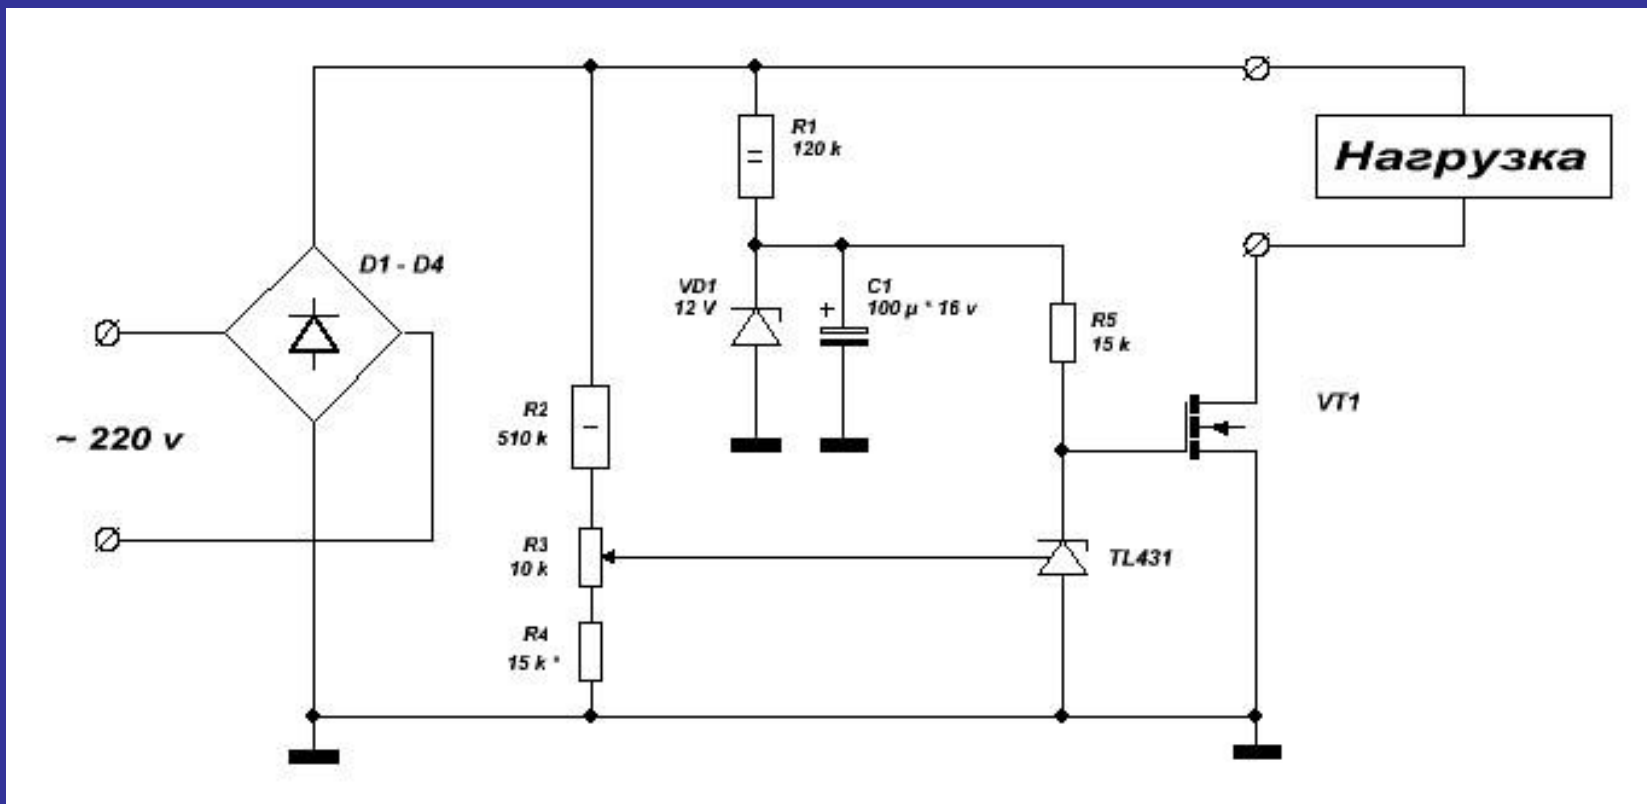 R1
120 k
Нагрузка
D1 - D4
VD1
12 V
C1
100 µ * 16 v
+
R5
15 k
~ 220 v
R2
510 k
VT1
R3
10 k
TL431
R4
15 k *